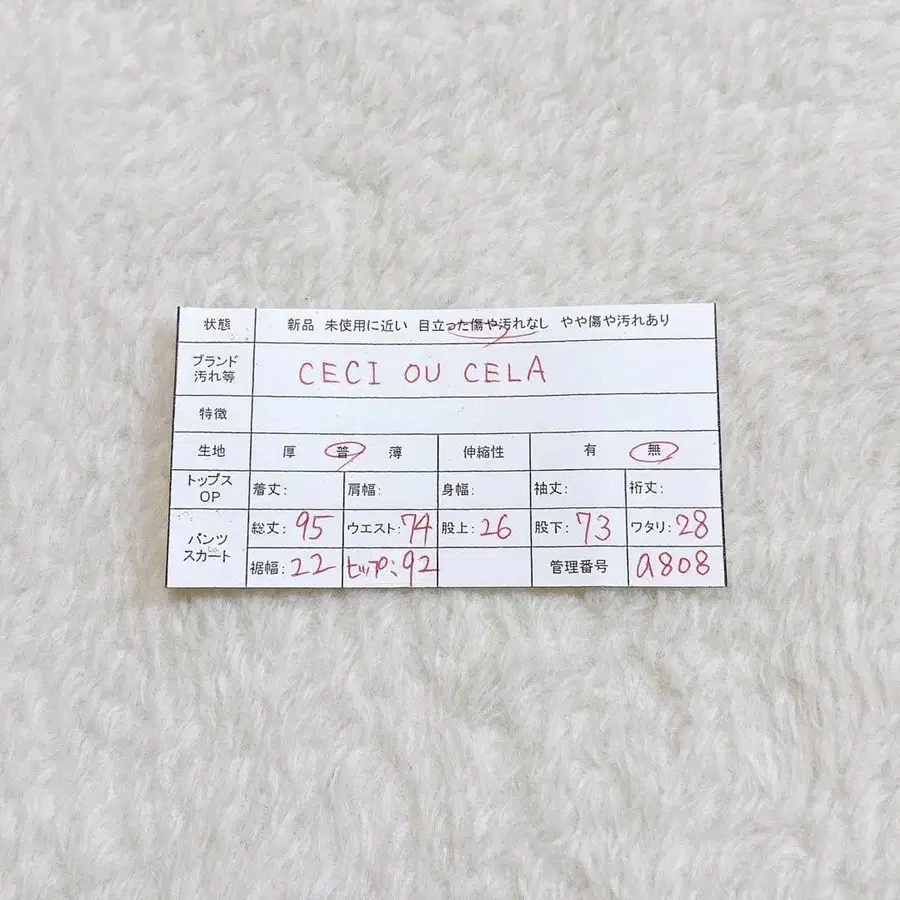 状態 新品 未使用に近い 目立った傷や汚れなし やや傷や汚れあり
ブランド
汚れ等 CECI OU CELA
特徴
生地 厚 普 薄 伸縮性 有 無
トップス
OP 着丈: 肩幅: 身幅: 袖丈: 裄丈:
パンツ
スカート 総丈:95 ウエスト:74 股上:26 股下:73 ワタリ:28
裾幅:22 ヒップ:92 管理番号 a808